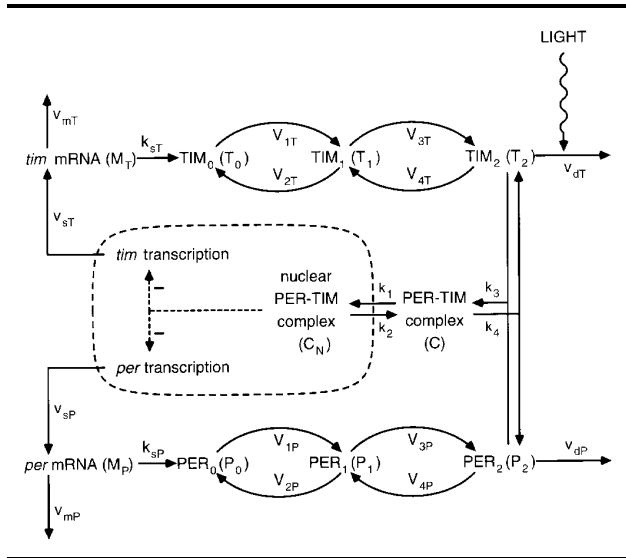 LIGHT
v_mT
k_sT
V_1T
V_3T
tim mRNA (M_T)
TIM_0 (T_0)
TIM_1 (T_1)
TIM_2 (T_2)
V_2T
V_4T
v_dT
v_sT
tim transcription
–
nuclear
PER-TIM
complex
(C_N)
k_1
k_2
PER-TIM
complex
(C)
k_3
k_4
–
per transcription
v_sP
k_sP
V_1P
V_3P
v_dP
per mRNA (M_P)
PER_0 (P_0)
PER_1 (P_1)
PER_2 (P_2)
V_2P
V_4P
v_mP